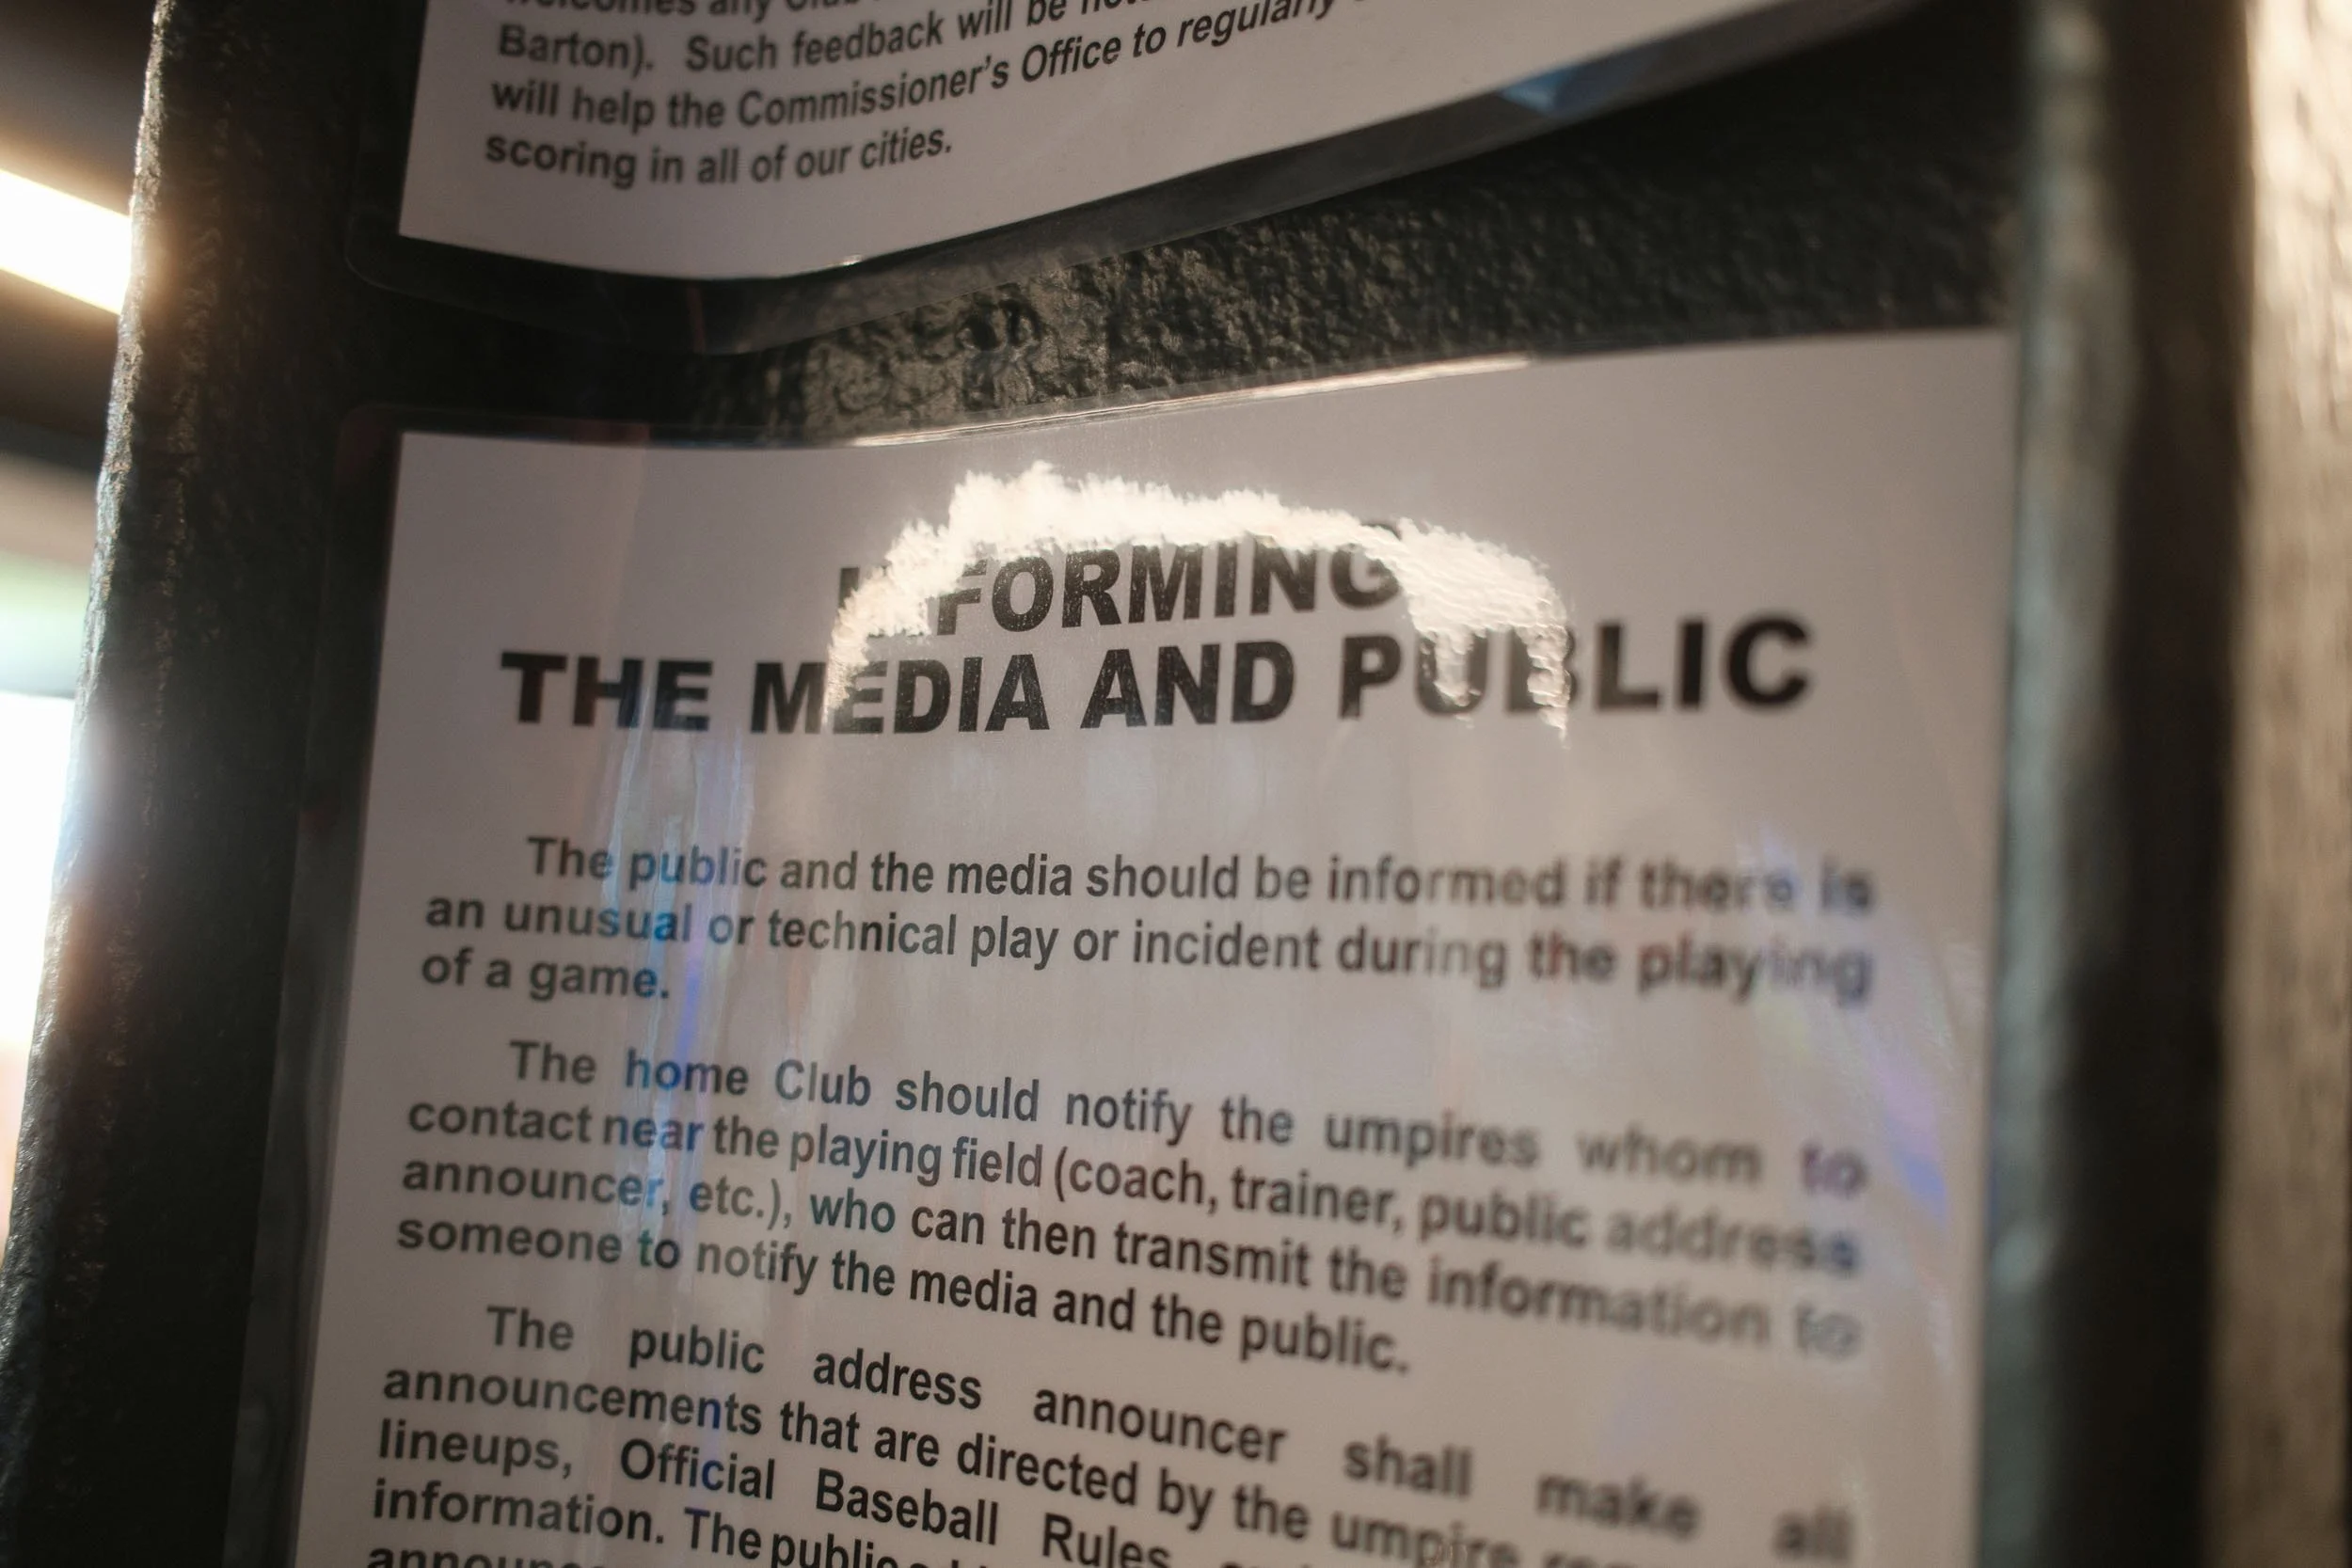 welcomes any
Barton). Such feedback will be
will help the Commissioner's Office to regularly
scoring in all of our cities.
INFORMING
THE MEDIA AND PUBLIC
The public and the media should be informed if there is
an unusual or technical play or incident during the playing
of a game.
The home Club should notify the umpires whom to
contact near the playing field (coach, trainer, public address
announcer, etc.), who can then transmit the information to
someone to notify the media and the public.
The public address announcer shall make all
announcements that are directed by the umpire
lineups, Official Baseball Rules
information. The public